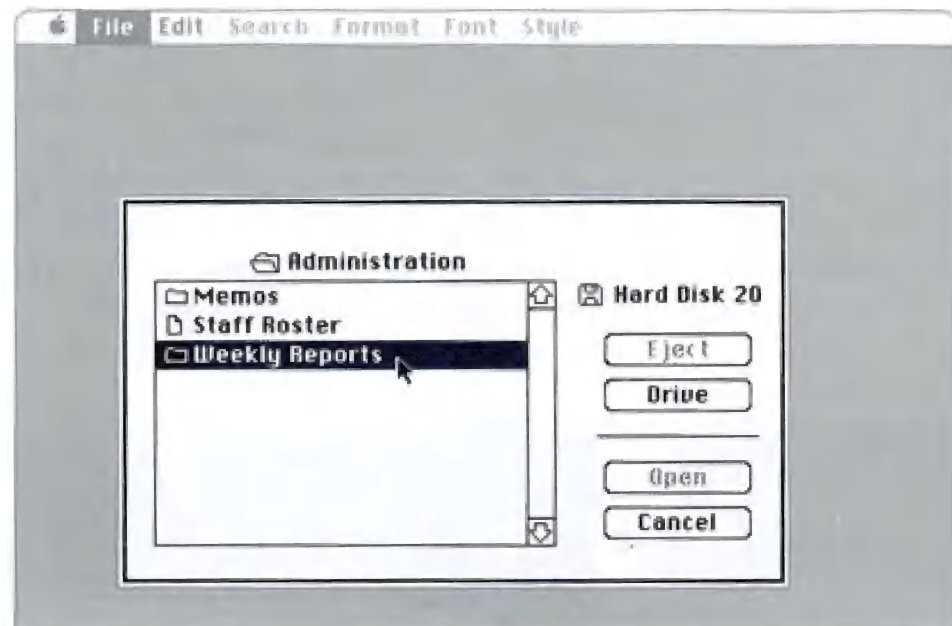 File Edit Search Format Font Style
Administration
Memos
Staff Roster
Weekly Reports
Hard Disk 20
Eject
Drive
Open
Cancel